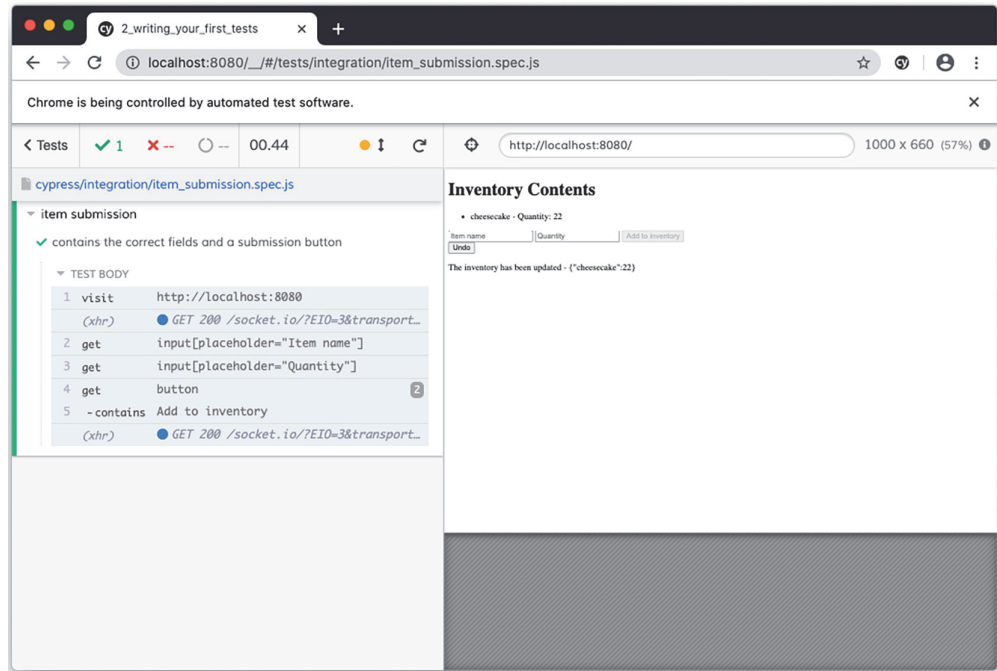 2_writing_your_first_tests
localhost:8080/__/#/tests/integration/item_submission.spec.js
Chrome is being controlled by automated test software.
Tests 1 -- -- 00.44 http://localhost:8080/ 1000 x 660 (57%)
cypress/integration/item_submission.spec.js
item submission
contains the correct fields and a submission button
TEST BODY
1 visit http://localhost:8080
(xhr) GET 200 /socket.io/?EIO=3&transport…
2 get input[placeholder="Item name"]
3 get input[placeholder="Quantity"]
4 get button 2
5 -contains Add to inventory
(xhr) GET 200 /socket.io/?EIO=3&transport…
Inventory Contents
cheesecake - Quantity: 22
Item name Quantity Add to inventory
Undo
The inventory has been updated - {"cheesecake":22}